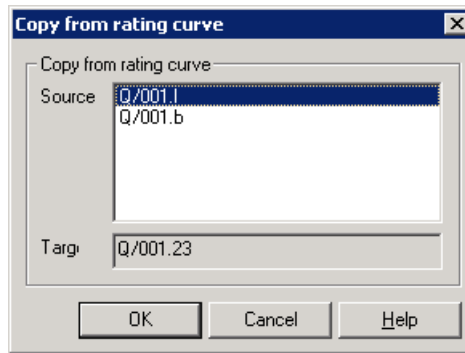 Copy from rating curve
Copy from rating curve
Source
Q/001.l
Q/001.b
Targ
Q/001.23
OK
Cancel
Help